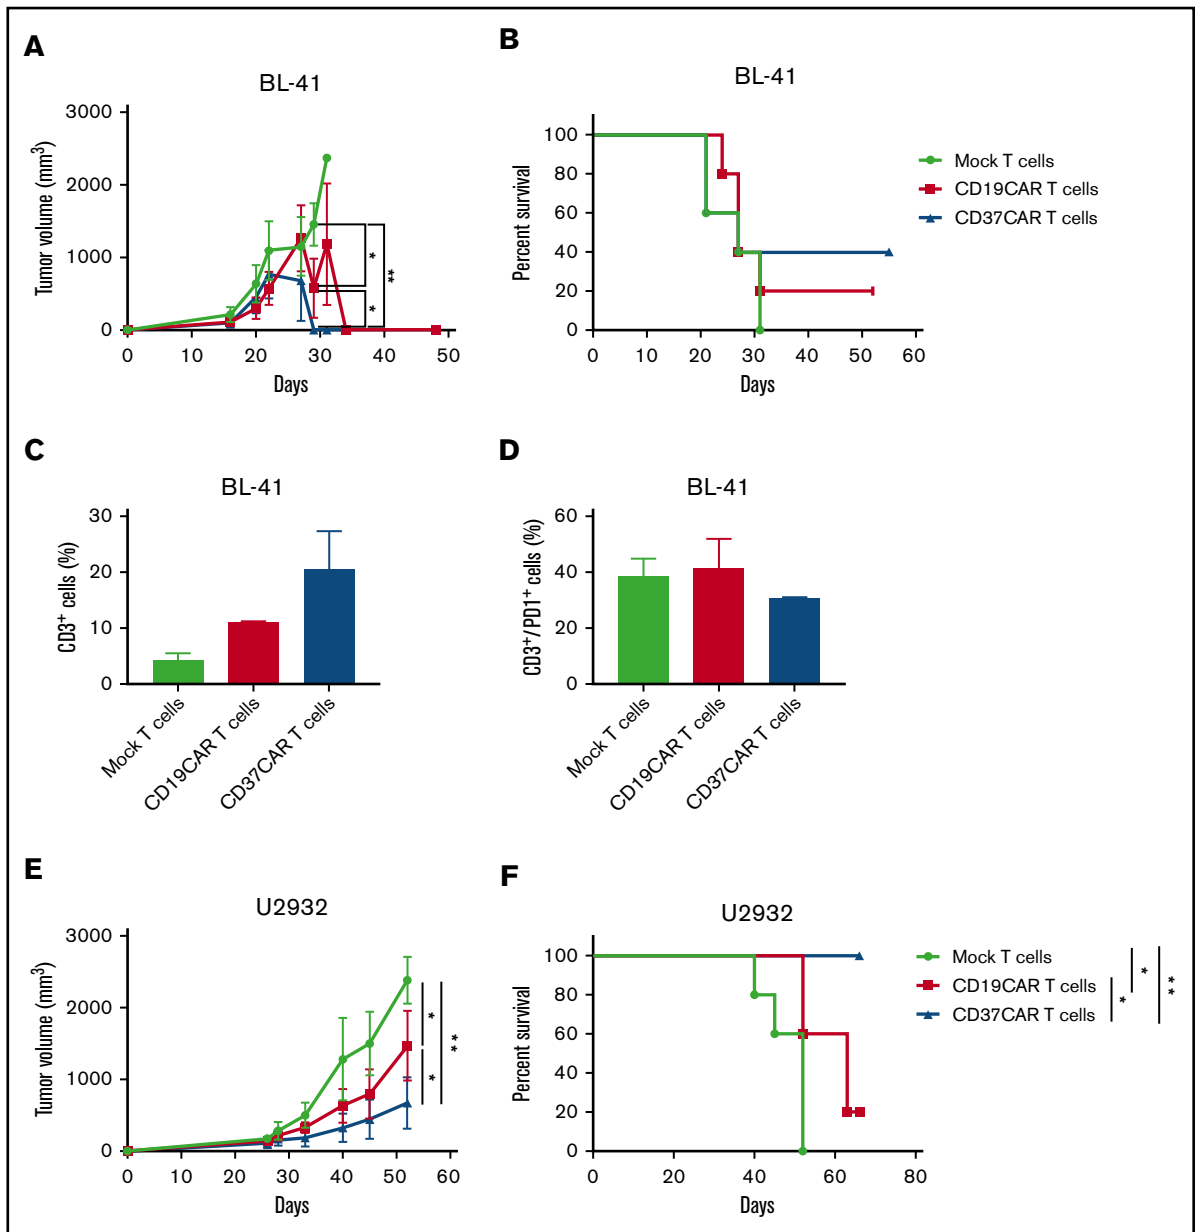 A
BL-41
Tumor volume (mm³)
3000
2000
1000
0
0 10 20 30 40 50
Days
*
*
**
B
BL-41
Percent survival
100
80
60
40
20
0
0 10 20 30 40 50 60
Days
Mock T cells
CD19CAR T cells
CD37CAR T cells
C
BL-41
CD3⁺ cells (%)
30
20
10
0
Mock T cells
CD19CAR T cells
CD37CAR T cells
D
BL-41
CD3⁺/PD1⁺ cells (%)
60
40
20
0
Mock T cells
CD19CAR T cells
CD37CAR T cells
E
U2932
Tumor volume (mm³)
3000
2000
1000
0
0 10 20 30 40 50 60
Days
*
*
**
F
U2932
Percent survival
100
80
60
40
20
0
0 20 40 60 80
Days
Mock T cells
CD19CAR T cells
CD37CAR T cells
*
*
**